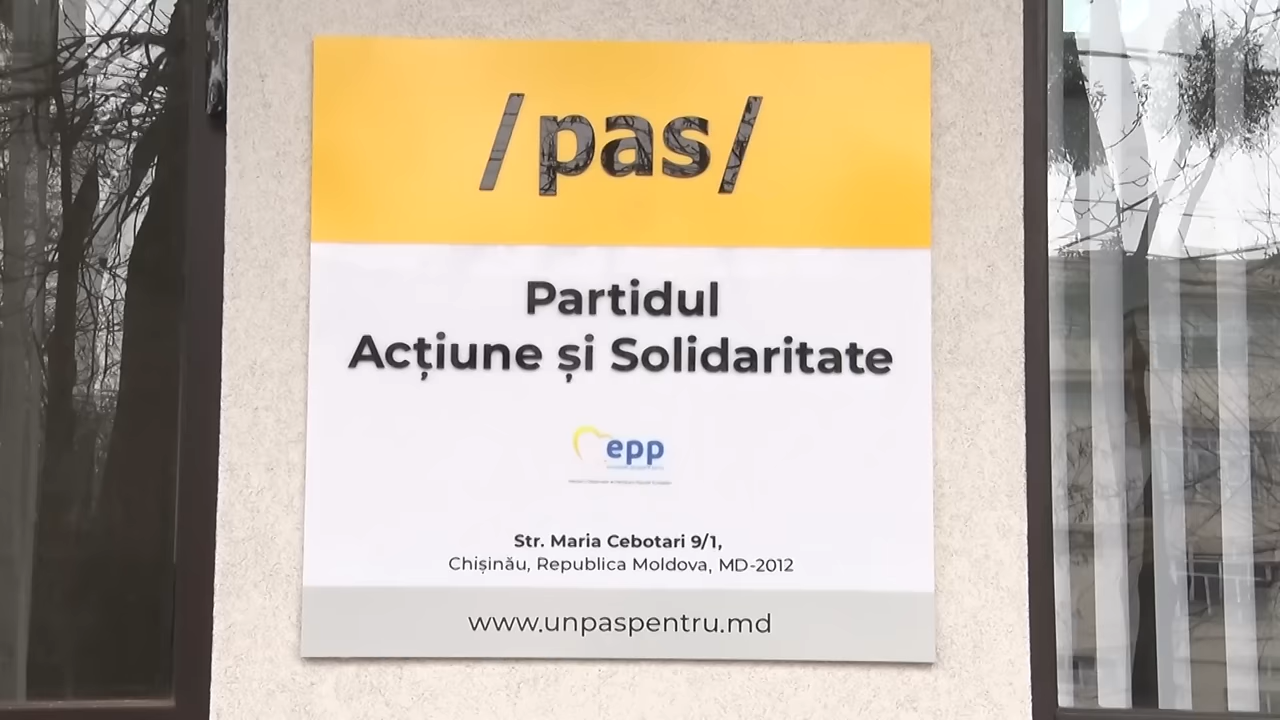 /pas/
Partidul
Acțiune și Solidaritate
epp
Str. Maria Cebotari 9/1,
Chișinău, Republica Moldova, MD-2012
www.unpaspentru.md